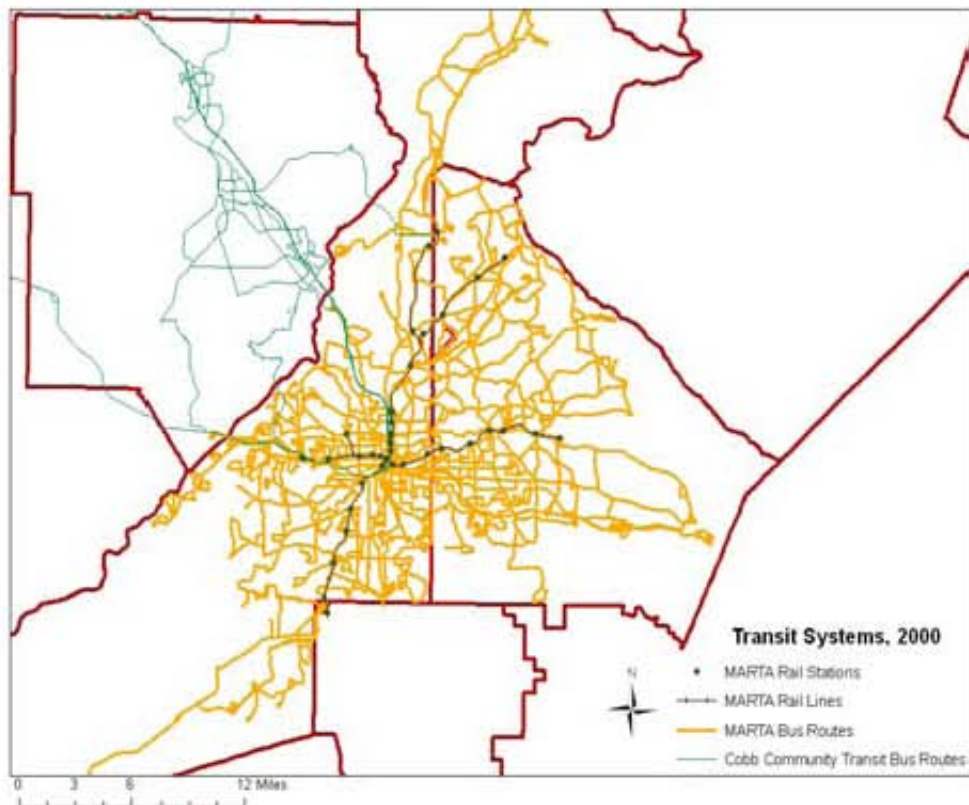 Transit Systems, 2000
N
MARTA Rail Stations
MARTA Rail Lines
MARTA Bus Routes
Cobb Community Transit Bus Routes
0 3 6 12 Miles